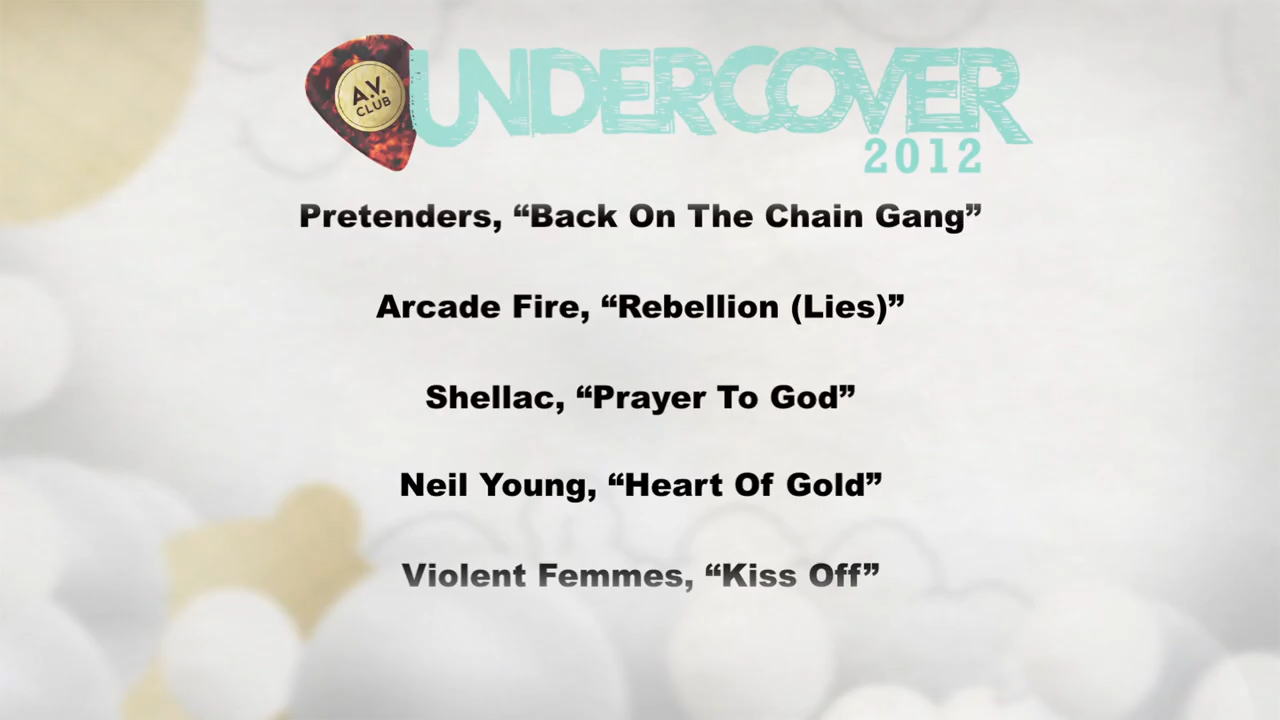 A.V.
CLUB
UNDERCOVER
2012
Pretenders, “Back On The Chain Gang”
Arcade Fire, “Rebellion (Lies)”
Shellac, “Prayer To God”
Neil Young, “Heart Of Gold”
Violent Femmes, “Kiss Off”